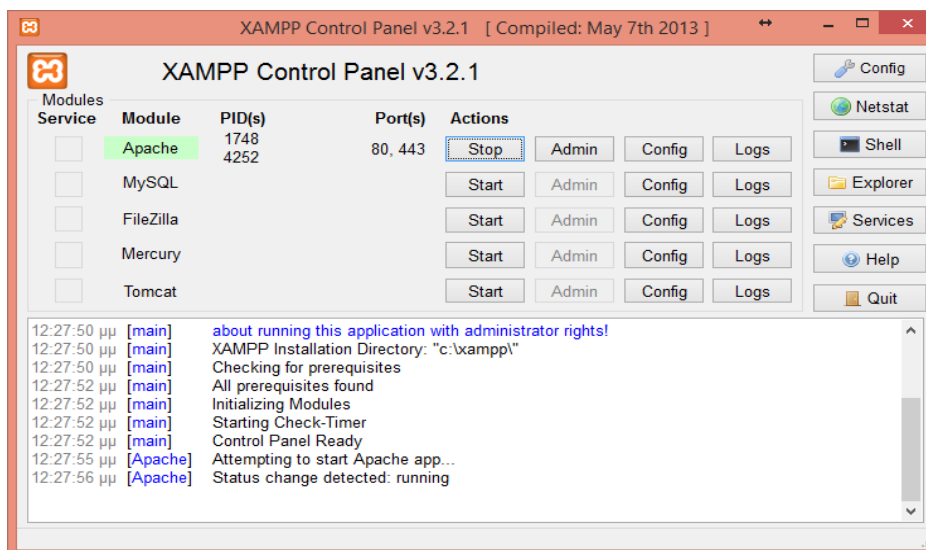 XAMPP Control Panel v3.2.1 [ Compiled: May 7th 2013 ]
XAMPP Control Panel v3.2.1
Config
Modules
Service Module PID(s) Port(s) Actions
Netstat
Apache 1748 4252 80, 443 Stop Admin Config Logs
Shell
MySQL Start Admin Config Logs
Explorer
FileZilla Start Admin Config Logs
Services
Mercury Start Admin Config Logs
Help
Tomcat Start Admin Config Logs
Quit
12:27:50 μμ [main] about running this application with administrator rights!
12:27:50 μμ [main] XAMPP Installation Directory: "c:\xampp\"
12:27:50 μμ [main] Checking for prerequisites
12:27:52 μμ [main] All prerequisites found
12:27:52 μμ [main] Initializing Modules
12:27:52 μμ [main] Starting Check-Timer
12:27:52 μμ [main] Control Panel Ready
12:27:55 μμ [Apache] Attempting to start Apache app...
12:27:56 μμ [Apache] Status change detected: running